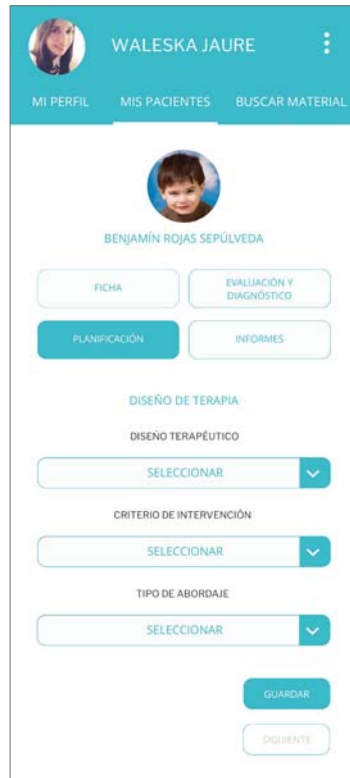 WALESKA JAURE
MI PERFIL MIS PACIENTES BUSCAR MATERIAL
BENJAMÍN ROJAS SEPÚLVEDA
FICHA
EVALUACIÓN Y
DIAGNÓSTICO
PLANIFICACIÓN
INFORMES
DISEÑO DE TERAPIA
DISEÑO TERAPÉUTICO
SELECCIONAR
CRITERIO DE INTERVENCIÓN
SELECCIONAR
TIPO DE ABORDAJE
SELECCIONAR
GUARDAR
SIGUIENTE